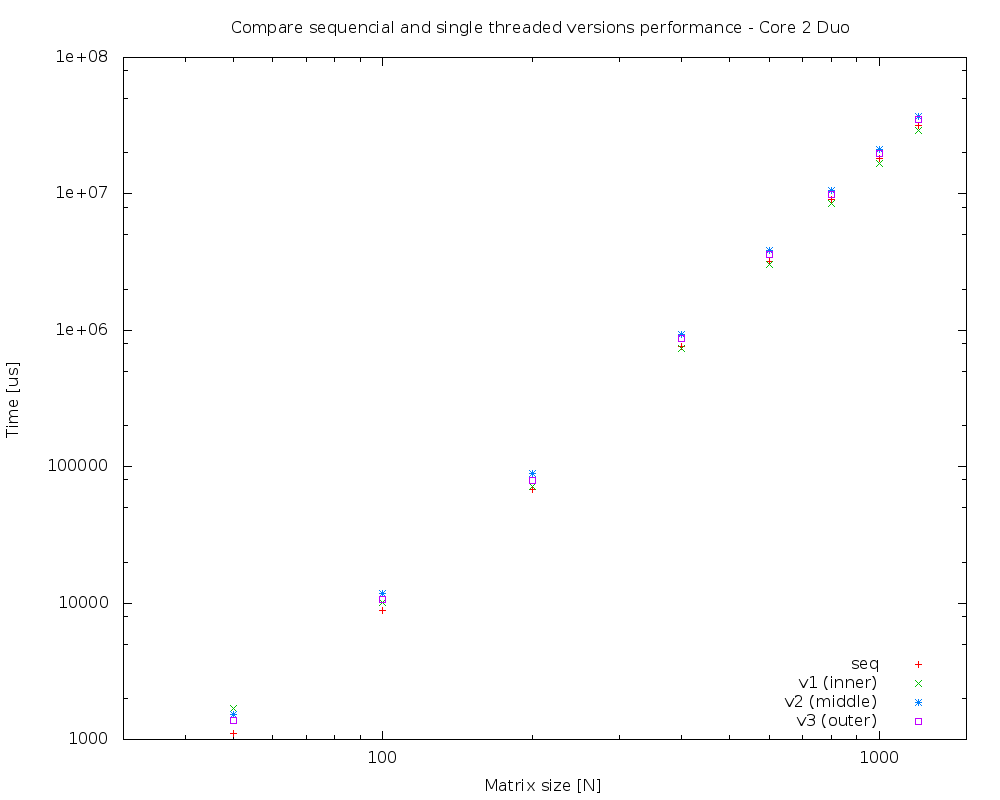 Compare sequencial and single threaded versions performance - Core 2 Duo
1e+08
1e+07
1e+06
100000
10000
1000
Time [us]
seq
v1 (inner)
v2 (middle)
v3 (outer)
100
1000
Matrix size [N]